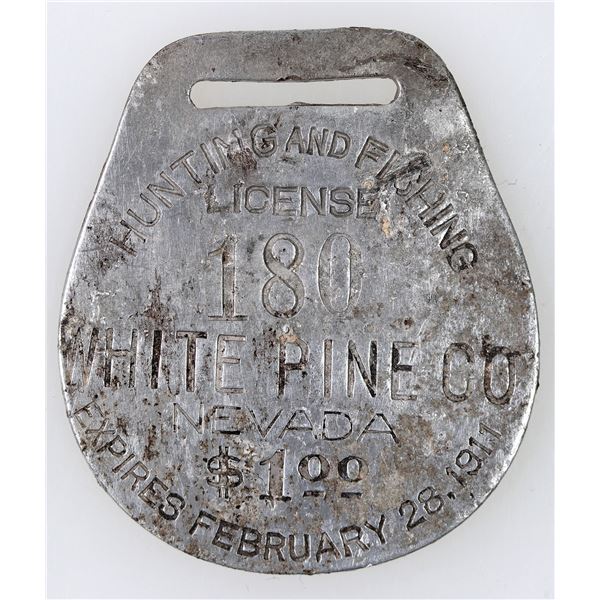 HUNTING AND FISHING
LICENSE
180
WHITE PINE CO
NEVADA
$1.00
EXPIRES FEBRUARY 28, 1911